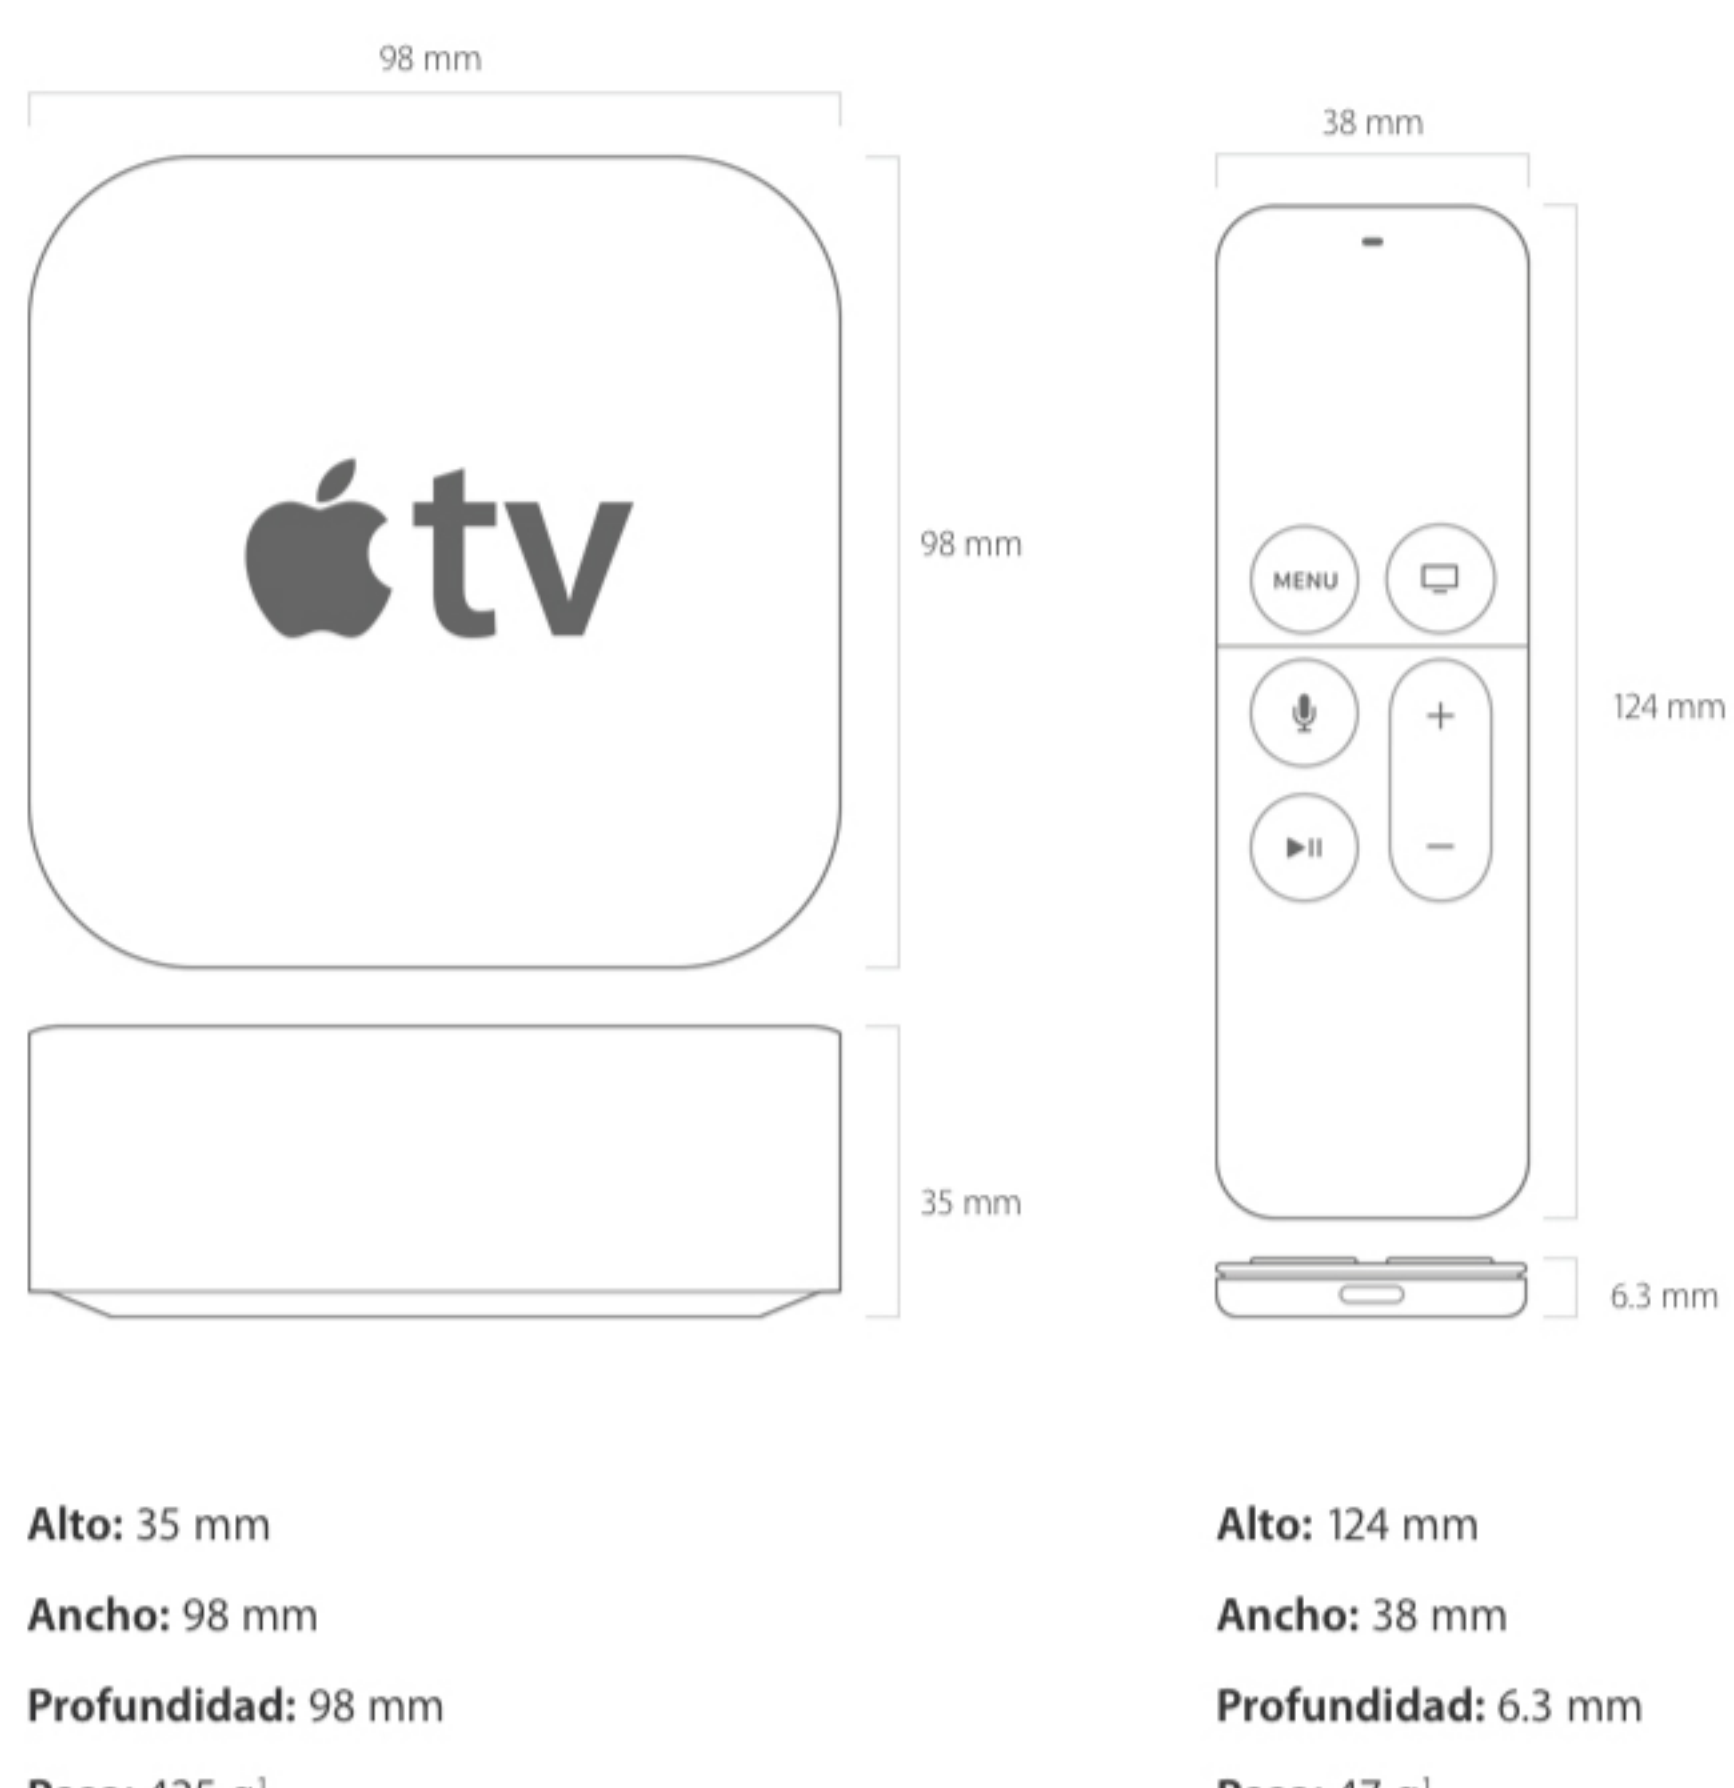 98 mm
38 mm
tv
98 mm
MENU
124 mm
35 mm
6.3 mm
Alto: 35 mm
Ancho: 98 mm
Profundidad: 98 mm
Alto: 124 mm
Ancho: 38 mm
Profundidad: 6.3 mm